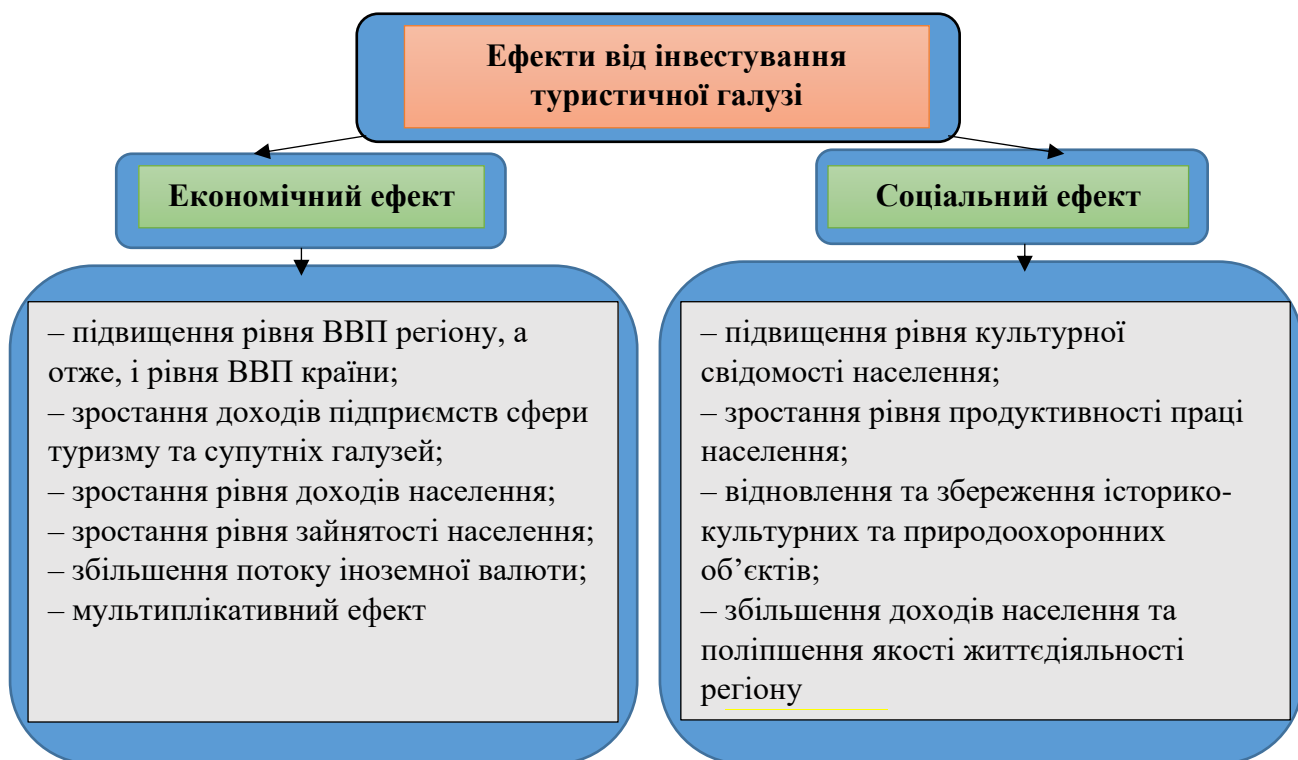 Ефекти від інвестування
туристичної галузі
Економічний ефект
Соціальний ефект
– підвищення рівня ВВП регіону, а
отже, і рівня ВВП країни;
– зростання доходів підприємств сфери
туризму та супутніх галузей;
– зростання рівня доходів населення;
– зростання рівня зайнятості населення;
– збільшення потоку іноземної валюти;
– мультиплікативний ефект
– підвищення рівня культурної
свідомості населення;
– зростання рівня продуктивності праці
населення;
– відновлення та збереження історико-
культурних та природоохоронних
об’єктів;
– збільшення доходів населення та
поліпшення якості життєдіяльності
регіону